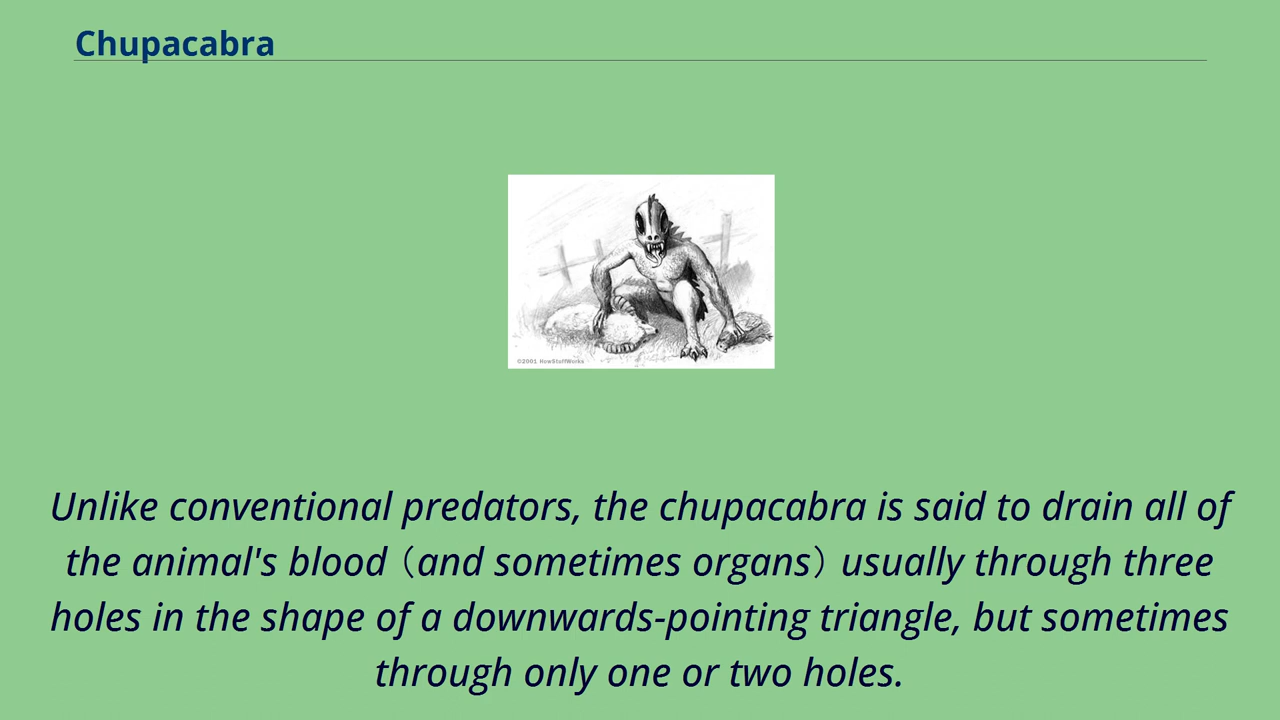 Chupacabra
©2001 HowStuffWorks
Unlike conventional predators, the chupacabra is said to drain all of
the animal's blood（and sometimes organs）usually through three
holes in the shape of a downwards-pointing triangle, but sometimes
through only one or two holes.